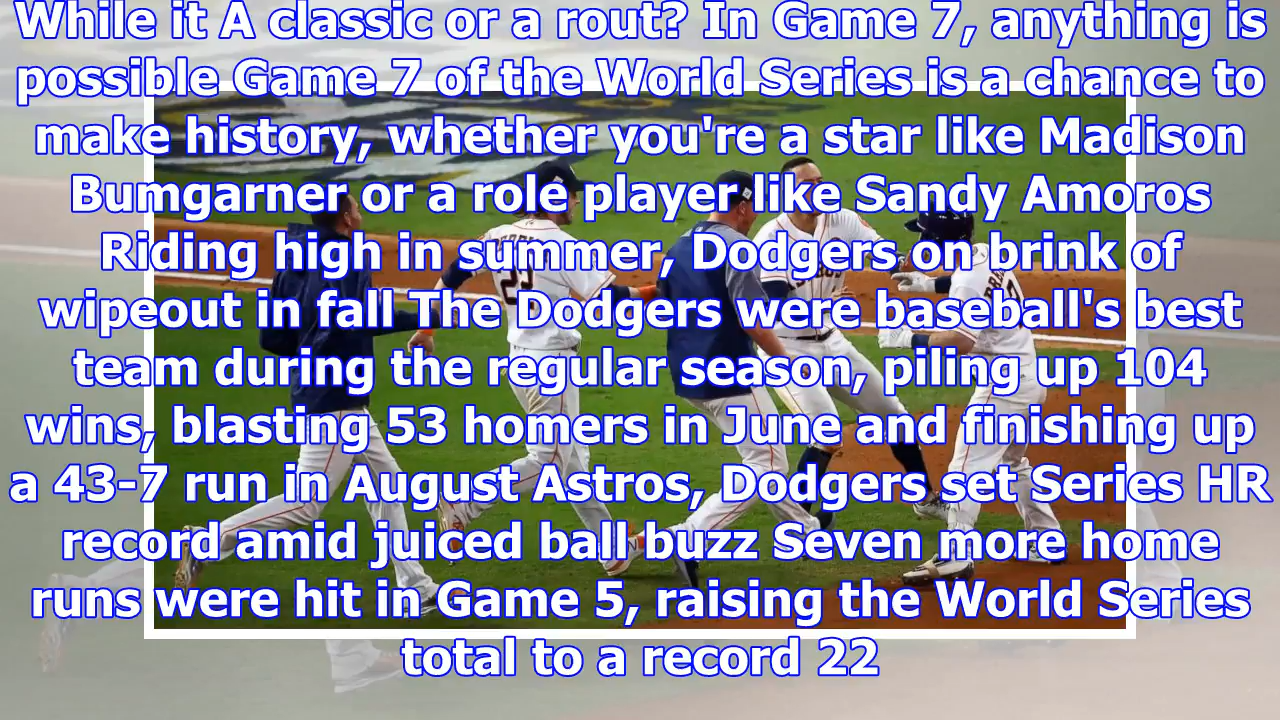 While it A classic or a rout? In Game 7, anything is
possible Game 7 of the World Series is a chance to
make history, whether you're a star like Madison
Bumgarner or a role player like Sandy Amoros
Riding high in summer, Dodgers on brink of
wipeout in fall The Dodgers were baseball's best
team during the regular season, piling up 104
wins, blasting 53 homers in June and finishing up
a 43-7 run in August Astros, Dodgers set Series HR
record amid juiced ball buzz Seven more home
runs were hit in Game 5, raising the World Series
total to a record 22